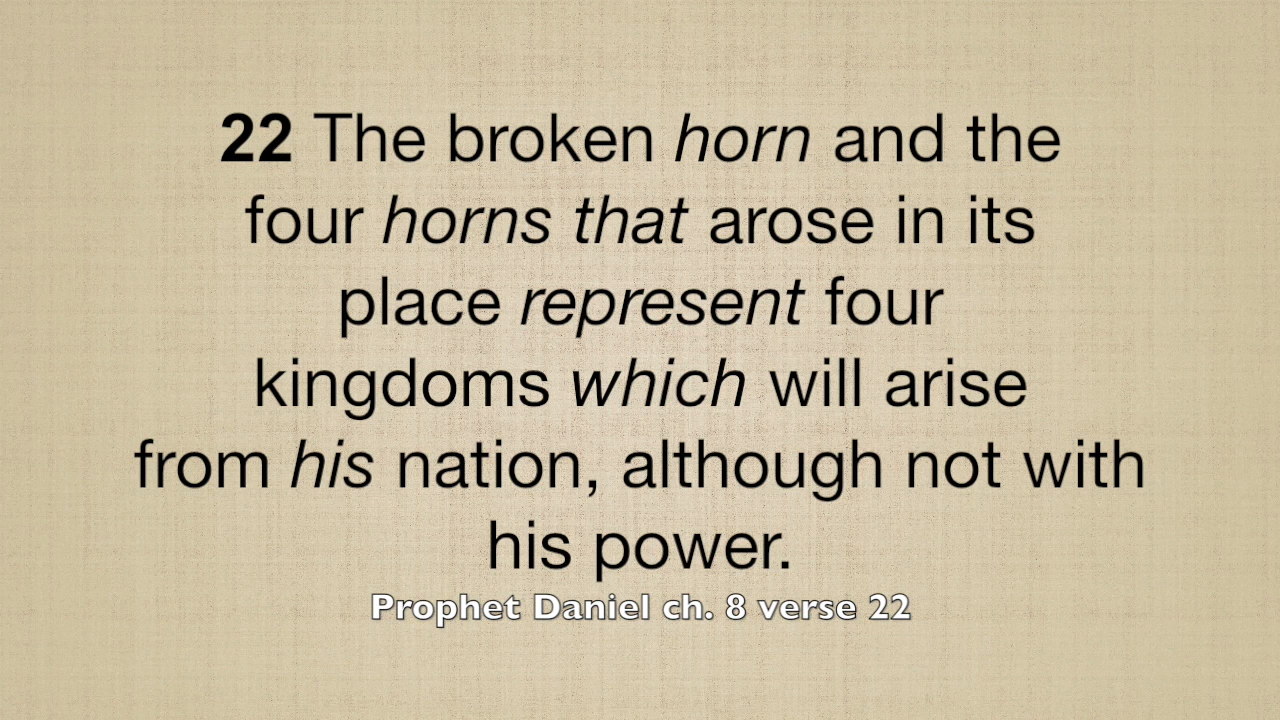 22 The broken horn and the
four horns that arose in its
place represent four
kingdoms which will arise
from his nation, although not with
his power.
Prophet Daniel ch. 8 verse 22